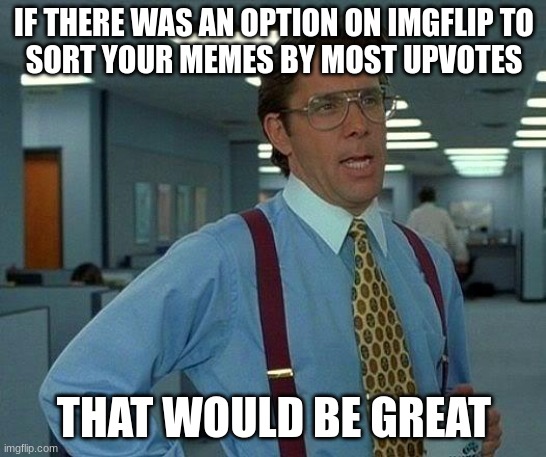 IF THERE WAS AN OPTION ON IMGFLIP TO
SORT YOUR MEMES BY MOST UPVOTES
THAT WOULD BE GREAT
imgflip.com